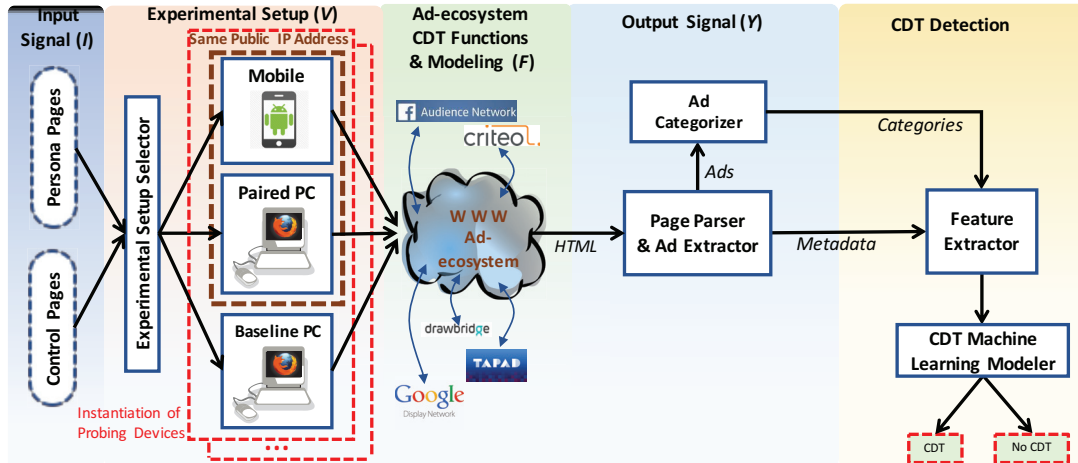 Input
Signal (I)
Persona Pages
Control Pages
Experimental Setup (V)
Experimental Setup Selector
Same Public IP Address
Mobile
Paired PC
Baseline PC
Instantiation of
Probing Devices
...
Ad-ecosystem
CDT Functions
& Modeling (F)
f Audience Network
criteol.
W W W
Ad-
ecosystem
drawbridge
TAPAD
Google
Display Network
HTML
Output Signal (Y)
Ad
Categorizer
Ads
Page Parser
& Ad Extractor
Categories
Metadata
CDT Detection
Feature
Extractor
CDT Machine
Learning Modeler
CDT
No CDT